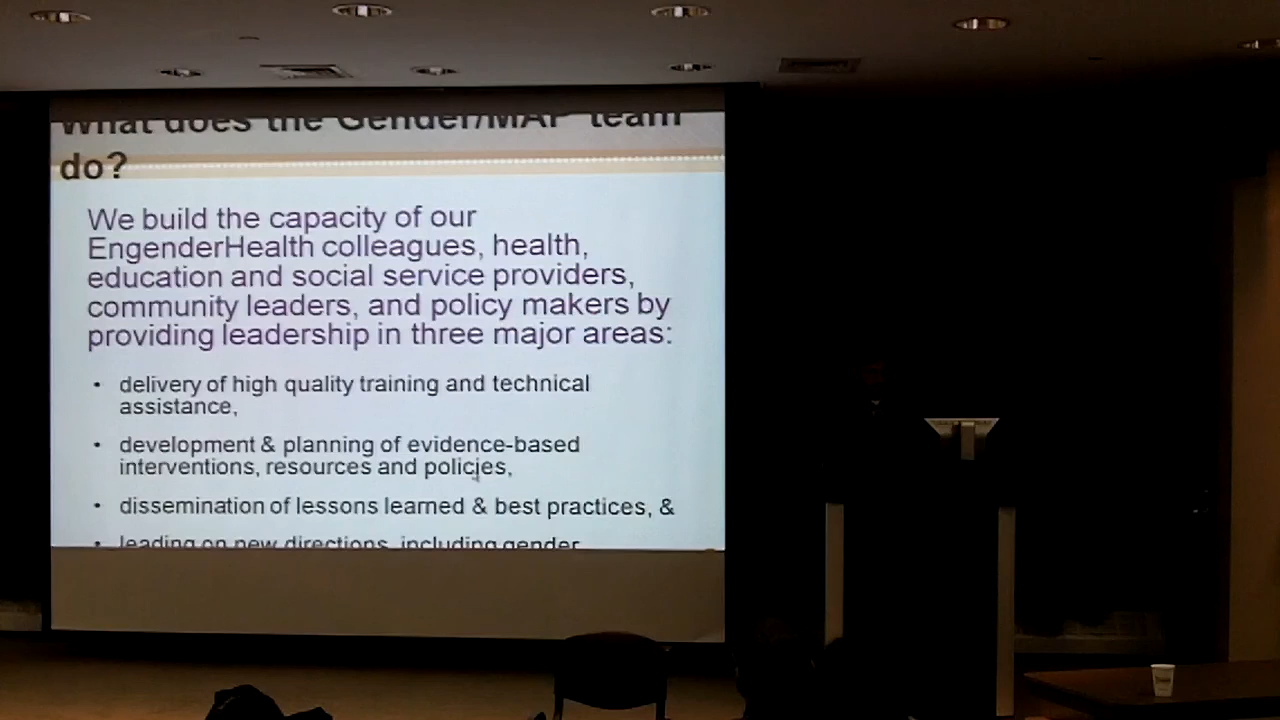 What does the Gender/MAP team
do?
We build the capacity of our
EngenderHealth colleagues, health,
education and social service providers,
community leaders, and policy makers by
providing leadership in three major areas:
• delivery of high quality training and technical
assistance,
• development & planning of evidence-based
interventions, resources and policies,
• dissemination of lessons learned & best practices, &
• leading on new directions, including gender